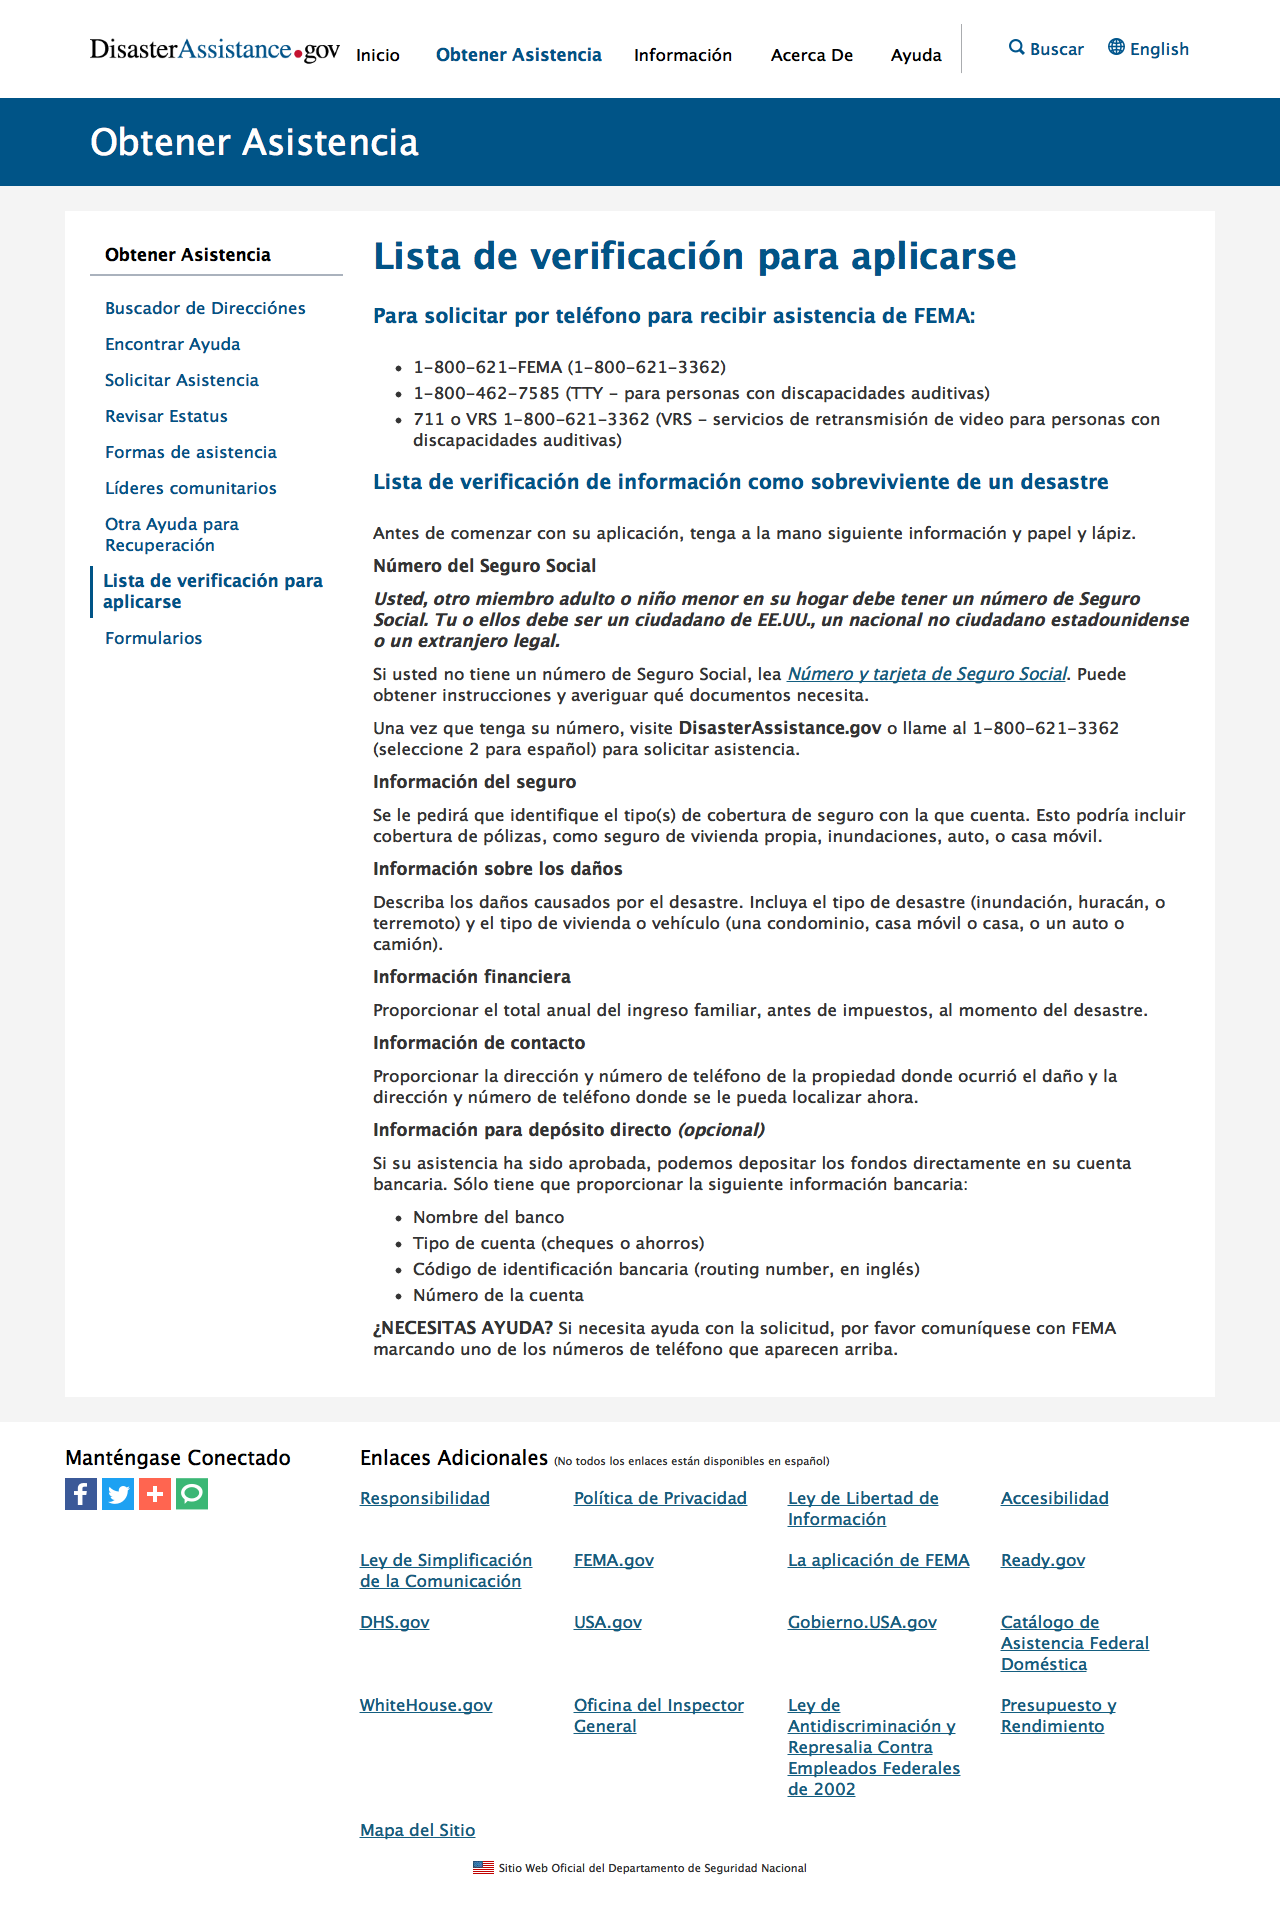 DisasterAssistance.gov
Inicio
Obtener Asistencia
Información
Acerca De
Ayuda
Buscar
English
Obtener Asistencia
Obtener Asistencia
Buscador de Direcciónes
Encontrar Ayuda
Solicitar Asistencia
Revisar Estatus
Formas de asistencia
Líderes comunitarios
Otra Ayuda para
Recuperación
Lista de verificación para
aplicarse
Formularios
Lista de verificación para aplicarse
Para solicitar por teléfono para recibir asistencia de FEMA:
• 1-800-621-FEMA (1-800-621-3362)
• 1-800-462-7585 (TTY - para personas con discapacidades auditivas)
• 711 o VRS 1-800-621-3362 (VRS - servicios de retransmisión de video para personas con
discapacidades auditivas)
Lista de verificación de información como sobreviviente de un desastre
Antes de comenzar con su aplicación, tenga a la mano siguiente información y papel y lápiz.
Número del Seguro Social
Usted, otro miembro adulto o niño menor en su hogar debe tener un número de Seguro
Social. Tu o ellos debe ser un ciudadano de EE.UU., un nacional no ciudadano estadounidense
o un extranjero legal.
Si usted no tiene un número de Seguro Social, lea Número y tarjeta de Seguro Social. Puede
obtener instrucciones y averiguar qué documentos necesita.
Una vez que tenga su número, visite DisasterAssistance.gov o llame al 1-800-621-3362
(seleccione 2 para español) para solicitar asistencia.
Información del seguro
Se le pedirá que identifique el tipo(s) de cobertura de seguro con la que cuenta. Esto podría incluir
cobertura de pólizas, como seguro de vivienda propia, inundaciones, auto, o casa móvil.
Información sobre los daños
Describa los daños causados por el desastre. Incluya el tipo de desastre (inundación, huracán, o
terremoto) y el tipo de vivienda o vehículo (una condominio, casa móvil o casa, o un auto o
camión).
Información financiera
Proporcionar el total anual del ingreso familiar, antes de impuestos, al momento del desastre.
Información de contacto
Proporcionar la dirección y número de teléfono de la propiedad donde ocurrió el daño y la
dirección y número de teléfono donde se le pueda localizar ahora.
Información para depósito directo (opcional)
Si su asistencia ha sido aprobada, podemos depositar los fondos directamente en su cuenta
bancaria. Sólo tiene que proporcionar la siguiente información bancaria:
• Nombre del banco
• Tipo de cuenta (cheques o ahorros)
• Código de identificación bancaria (routing number, en inglés)
• Número de la cuenta
¿NECESITAS AYUDA? Si necesita ayuda con la solicitud, por favor comuníquese con FEMA
marcando uno de los números de teléfono que aparecen arriba.
Manténgase Conectado
Enlaces Adicionales (No todos los enlaces están disponibles en español)
Responsibilidad
Política de Privacidad
Ley de Libertad de
Información
Accesibilidad
Ley de Simplificación
de la Comunicación
FEMA.gov
La aplicación de FEMA
Ready.gov
DHS.gov
USA.gov
Gobierno.USA.gov
Catálogo de
Asistencia Federal
Doméstica
WhiteHouse.gov
Oficina del Inspector
General
Ley de
Antidiscriminación y
Represalia Contra
Empleados Federales
de 2002
Presupuesto y
Rendimiento
Mapa del Sitio
Sitio Web Oficial del Departamento de Seguridad Nacional